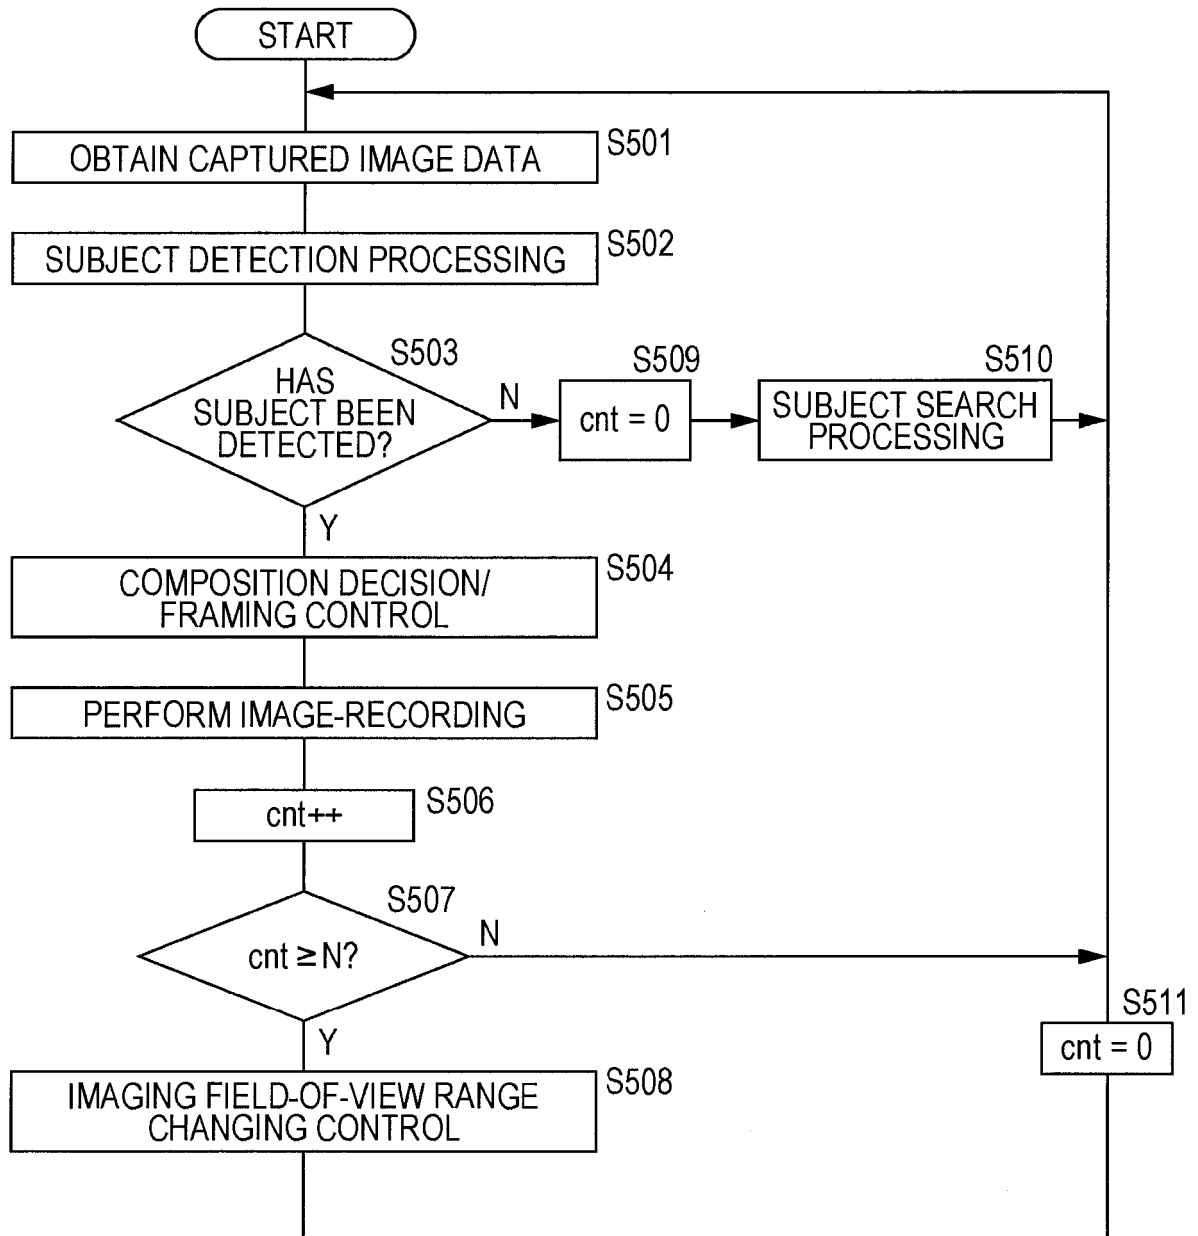 START
OBTAIN CAPTURED IMAGE DATA
S501
SUBJECT DETECTION PROCESSING
S502
S503
HAS
SUBJECT BEEN
DETECTED?
N
Y
S509
cnt = 0
S510
SUBJECT SEARCH
PROCESSING
COMPOSITION DECISION/
FRAMING CONTROL
S504
PERFORM IMAGE-RECORDING
S505
cnt++
S506
S507
cnt ≥ N?
N
Y
S511
cnt = 0
IMAGING FIELD-OF-VIEW RANGE
CHANGING CONTROL
S508